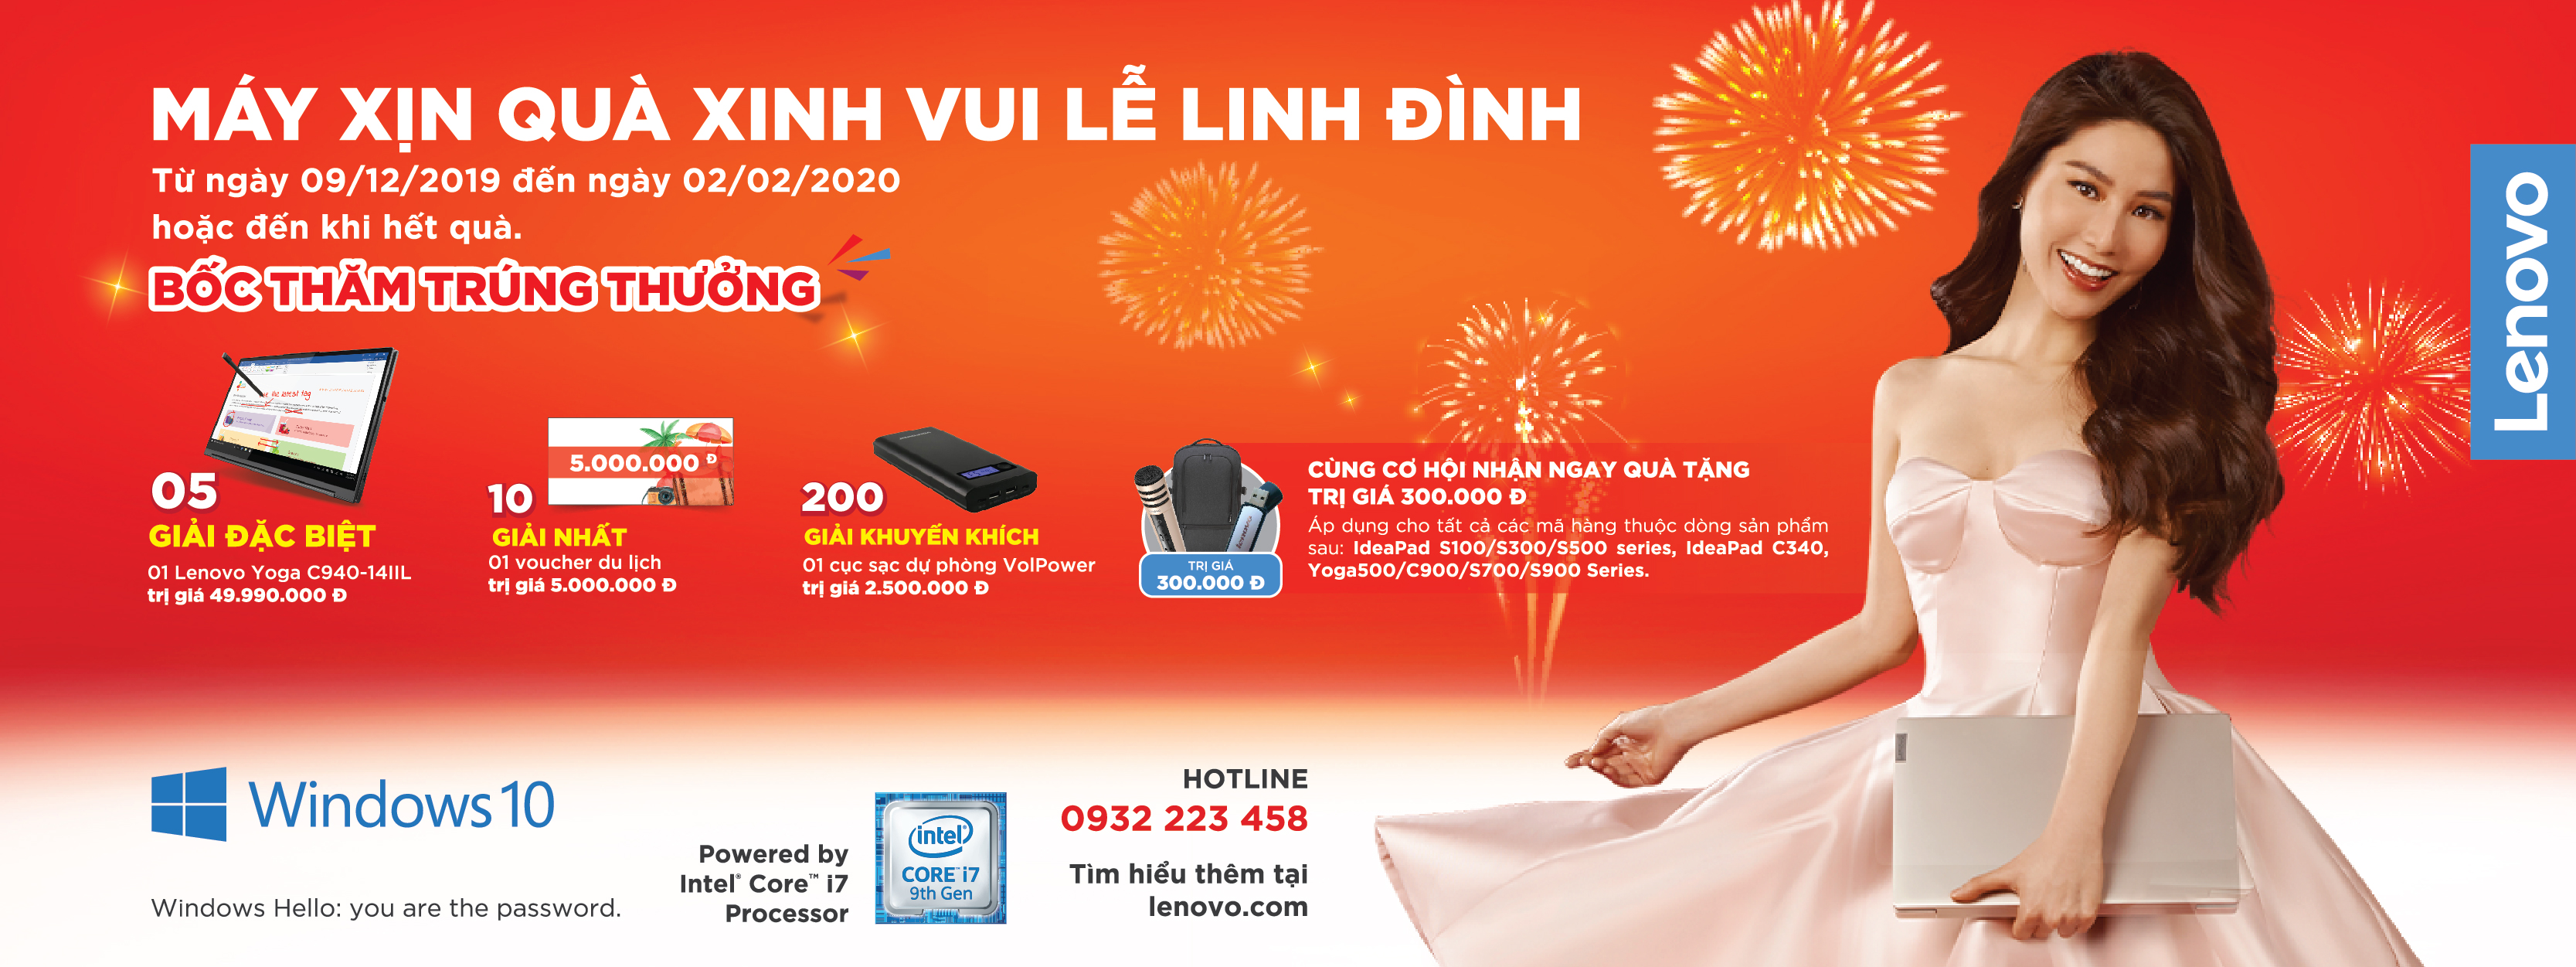 MÁY XỊN QUÀ XINH VUI LỄ LINH ĐÌNH
Từ ngày 09/12/2019 đến ngày 02/02/2020
hoặc đến khi hết quà.
BỐC THĂM TRÚNG THƯỞNG
05
GIẢI ĐẶC BIỆT
01 Lenovo Yoga C940-14IIL
trị giá 49.990.000 Đ
5.000.000 Đ
10
GIẢI NHẤT
01 voucher du lịch
trị giá 5.000.000 Đ
200
GIẢI KHUYẾN KHÍCH
01 cục sạc dự phòng VolPower
trị giá 2.500.000 Đ
TRỊ GIÁ
300.000 Đ
CÙNG CƠ HỘI NHẬN NGAY QUÀ TẶNG
TRỊ GIÁ 300.000 Đ
Áp dụng cho tất cả các mã hàng thuộc dòng sản phẩm
sau: IdeaPad S100/S300/S500 series, IdeaPad C340,
Yoga500/C900/S700/S900 Series.
Lenovo
Windows 10
Windows Hello: you are the password.
Powered by
Intel® Core™ i7
Processor
intel®
CORE™ i7
9th Gen
HOTLINE
0932 223 458
Tìm hiểu thêm tại
lenovo.com